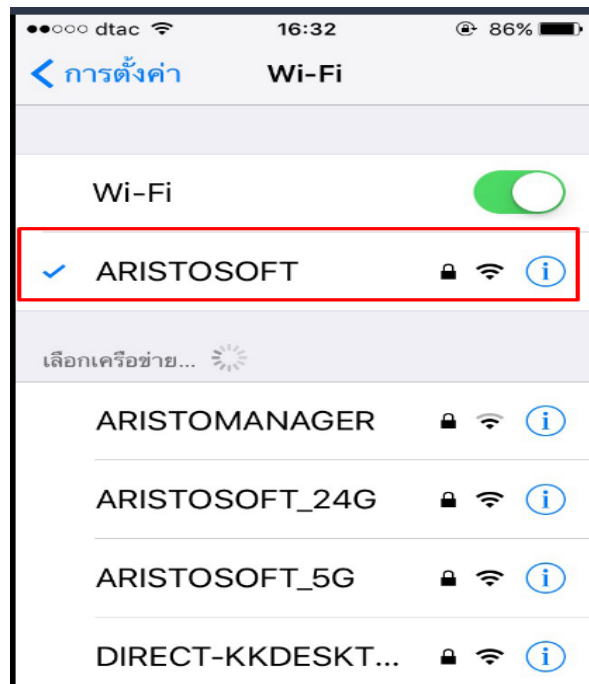 dtac 16:32 86%
การตั้งค่า Wi-Fi
Wi-Fi
ARISTOSOFT
เลือกเครือข่าย...
ARISTOMANAGER
ARISTOSOFT_24G
ARISTOSOFT_5G
DIRECT-KKDESKT...